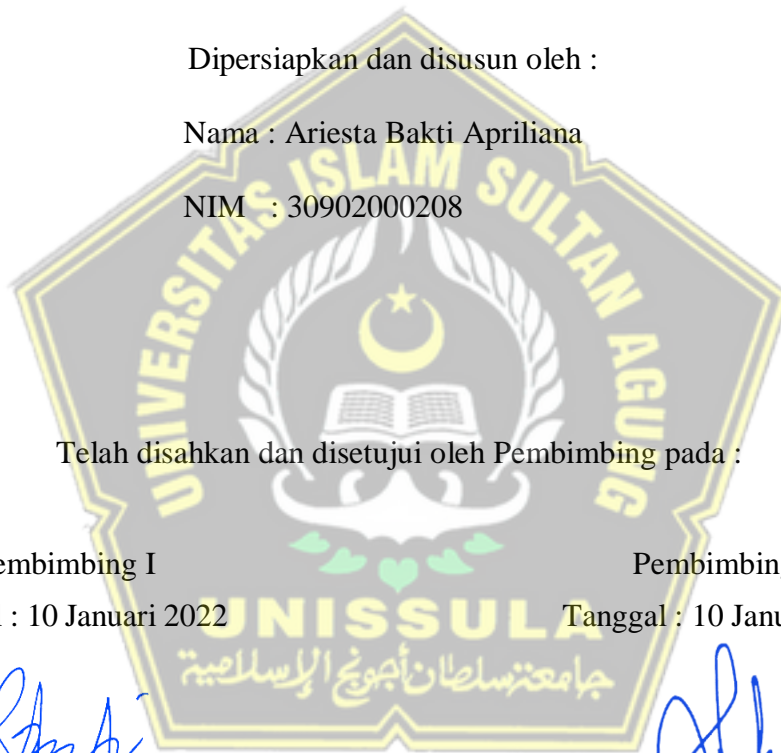 Dipersiapkan dan disusun oleh :
Nama : Ariesta Bakti Apriliana
NIM : 30902000208
UNIVERSITAS ISLAM SULTAN AGUNG
Telah disahkan dan disetujui oleh Pembimbing pada :
embimbing I Pembimbing
: 10 Januari 2022 Tanggal : 10 Janu
UNISSULA
جامعة سلطان أجونج الإسلامية